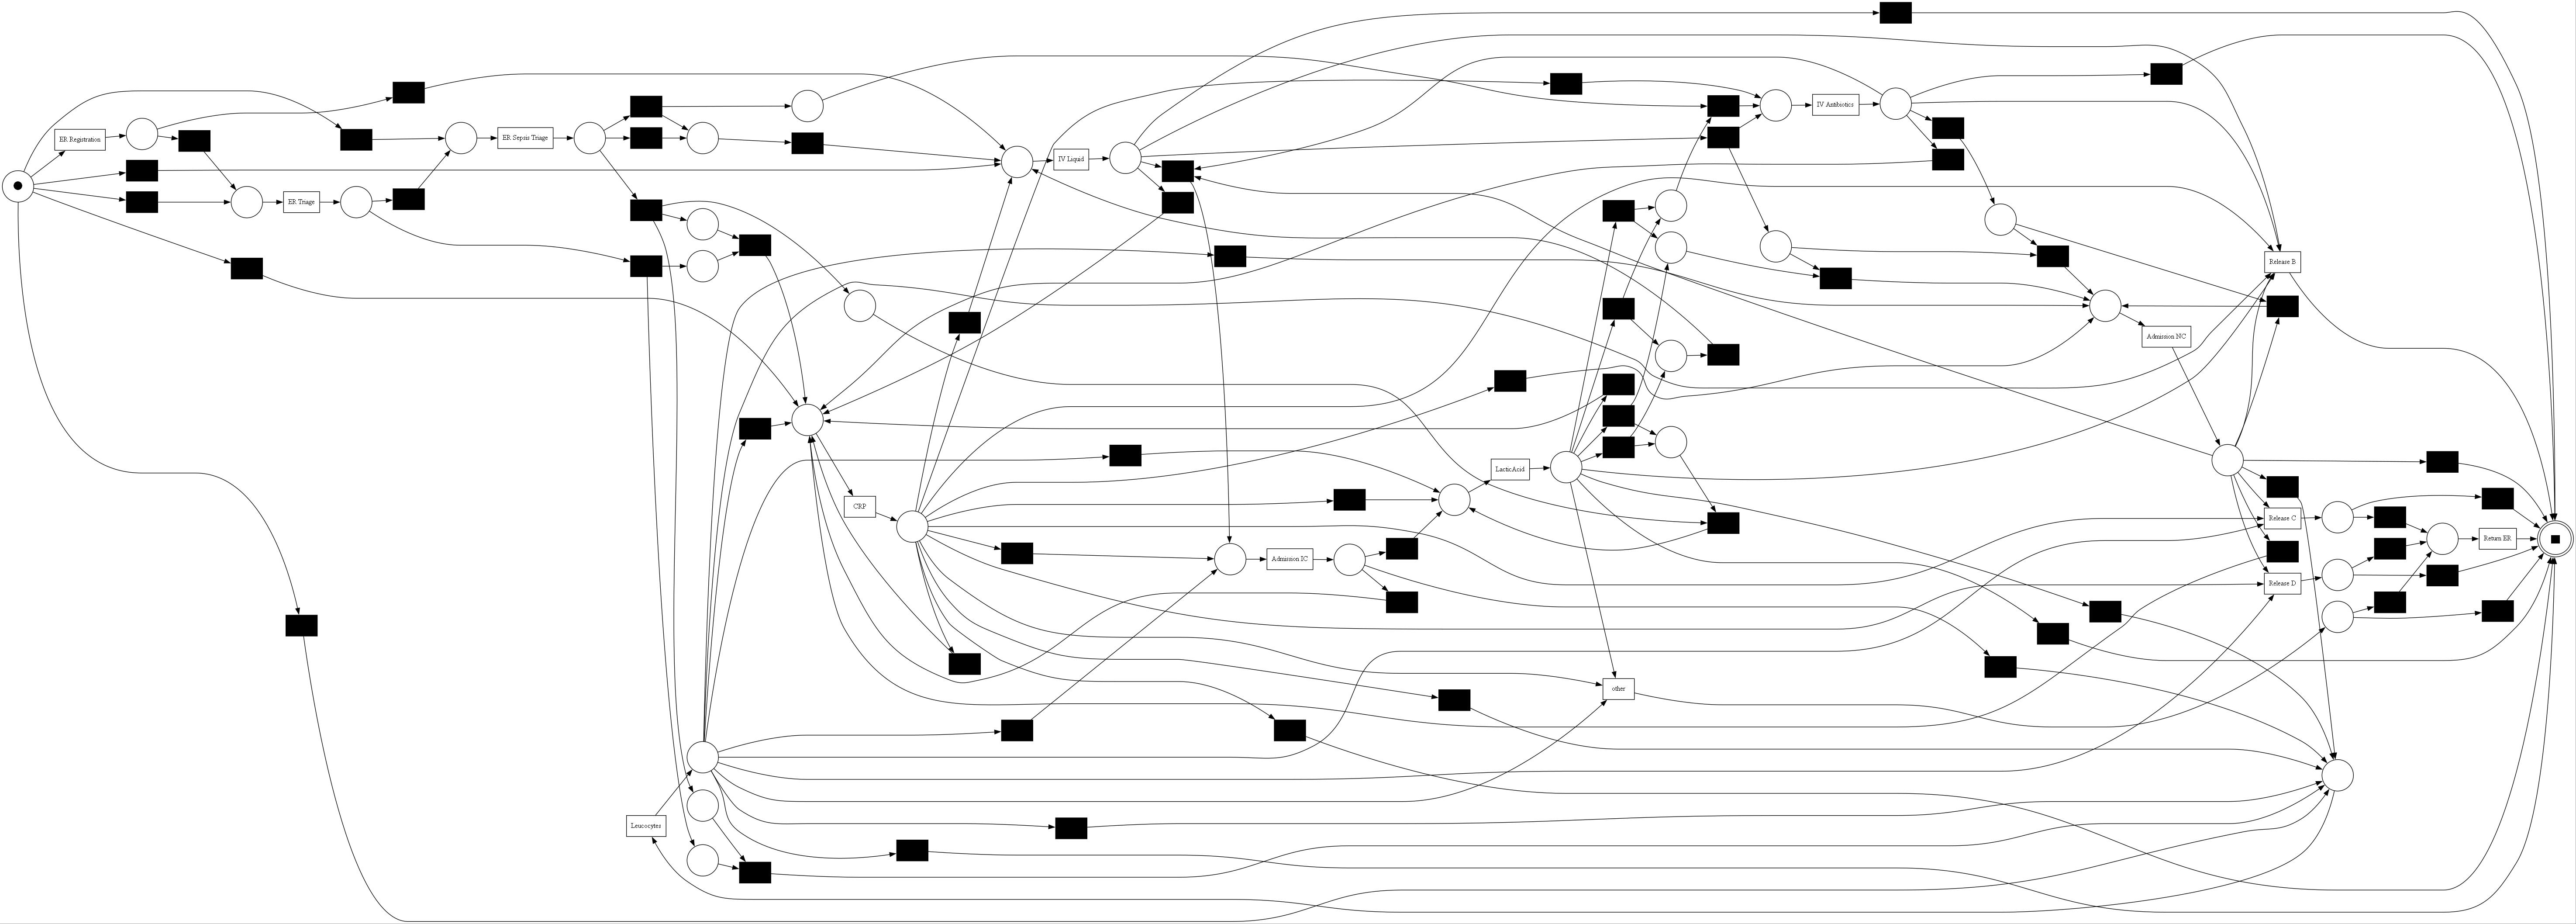 ER Registration
ER Triage
ER Sepsis Triage
IV Liquid
IV Antibiotics
Release B
Admission NC
CRP
LacticAcid
Admission IC
Release C
Return ER
Release D
other
Leucocytes